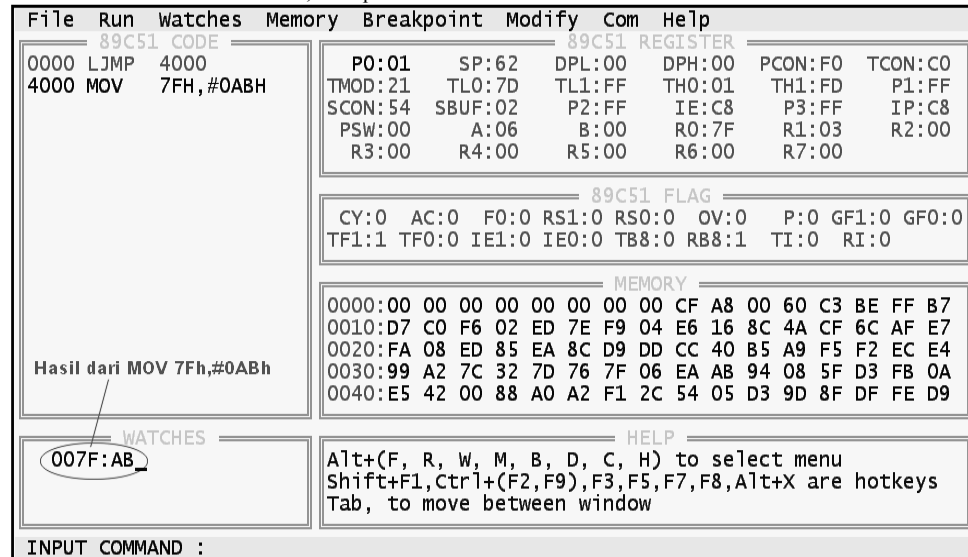 File Run Watches Memory Breakpoint Modify Com Help
89C51 CODE
0000 LJMP 4000
4000 MOV 7FH,#0ABH
Hasil dari MOV 7Fh,#0ABh
WATCHES
007F:AB_
89C51 REGISTER
P0:01 SP:62 DPL:00 DPH:00 PCON:F0 TCON:C0
TMOD:21 TL0:7D TL1:FF TH0:01 TH1:FD P1:FF
SCON:54 SBUF:02 P2:FF IE:C8 P3:FF IP:C8
PSW:00 A:06 B:00 R0:7F R1:03 R2:00
R3:00 R4:00 R5:00 R6:00 R7:00
89C51 FLAG
CY:0 AC:0 F0:0 RS1:0 RS0:0 OV:0 P:0 GF1:0 GF0:0
TF1:1 TF0:0 IE1:0 IE0:0 TB8:0 RB8:1 TI:0 RI:0
MEMORY
0000:00 00 00 00 00 00 00 00 CF A8 00 60 C3 BE FF B7
0010:D7 C0 F6 02 ED 7E F9 04 E6 16 8C 4A CF 6C AF E7
0020:FA 08 ED 85 EA 8C D9 DD CC 40 B5 A9 F5 F2 EC E4
0030:99 A2 7C 32 7D 76 7F 06 EA AB 94 08 5F D3 FB 0A
0040:E5 42 00 88 A0 A2 F1 2C 54 05 D3 9D 8F DF FE D9
HELP
Alt+(F, R, W, M, B, D, C, H) to select menu
Shift+F1,Ctrl+(F2,F9),F3,F5,F7,F8,Alt+X are hotkeys
Tab, to move between window
INPUT COMMAND :